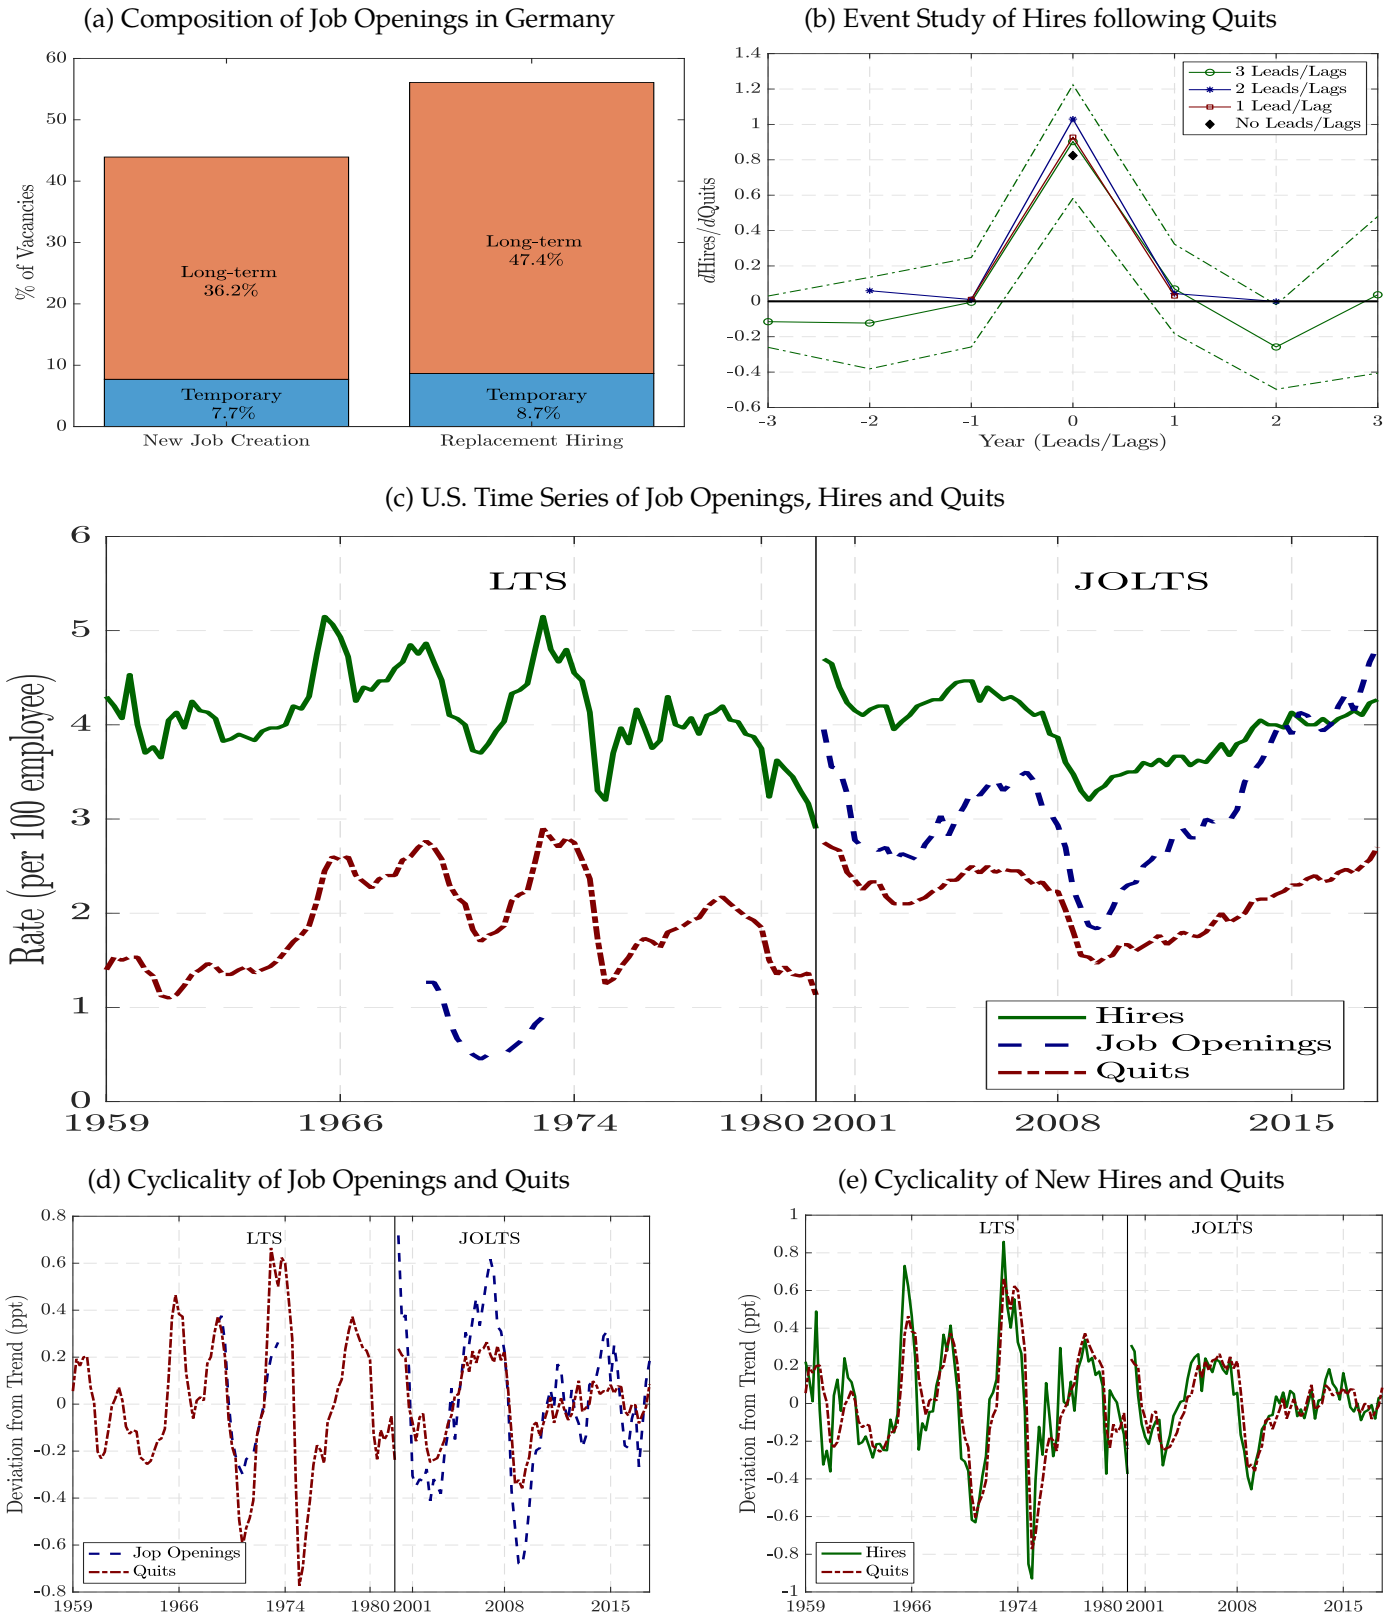 (a) Composition of Job Openings in Germany
60
50
40
30
20
10
0
% of Vacancies
Long-term
36.2%
Temporary
7.7%
Long-term
47.4%
Temporary
8.7%
New Job Creation
Replacement Hiring
(b) Event Study of Hires following Quits
1.4
1.2
1
0.8
0.6
0.4
0.2
0
-0.2
-0.4
-0.6
dHires/dQuits
3 Leads/Lags
2 Leads/Lags
1 Lead/Lag
No Leads/Lags
-3
-2
-1
0
1
2
3
Year (Leads/Lags)
(c) U.S. Time Series of Job Openings, Hires and Quits
6
5
4
3
2
1
0
Rate (per 100 employee)
LTS
JOLTS
Hires
Job Openings
Quits
1959
1966
1974
1980
2001
2008
2015
(d) Cyclicality of Job Openings and Quits
0.8
0.6
0.4
0.2
0
-0.2
-0.4
-0.6
-0.8
Deviation from Trend (ppt)
LTS
JOLTS
Jop Openings
Quits
1959
1966
1974
1980
2001
2008
2015
(e) Cyclicality of New Hires and Quits
1
0.8
0.6
0.4
0.2
0
-0.2
-0.4
-0.6
-0.8
-1
Deviation from Trend (ppt)
LTS
JOLTS
Hires
Quits
1959
1966
1974
1980
2001
2008
2015